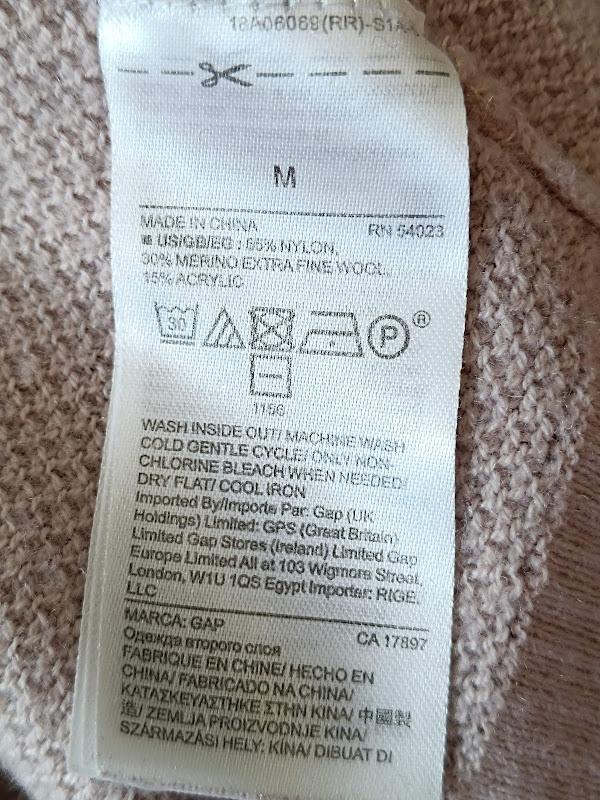 18A06069(RR)-S1A
M
MADE IN CHINA RN 54023
US/GB/EG : 55% NYLON,
30% MERINO EXTRA FINE WOOL,
15% ACRYLIC
30
P®
1156
WASH INSIDE OUT/ MACHINE WASH
COLD GENTLE CYCLE/ ONLY NON-
CHLORINE BLEACH WHEN NEEDED
DRY FLAT/ COOL IRON
Imported By/Importe Par: Gap (UK
Holdings) Limited: GPS (Great Britain)
Limited Gap Stores (Ireland) Limited Gap
Europe Limited All at 103 Wigmore Street,
London, W1U 1QS Egypt Importer: RIGE,
LLC
MARCA: GAP CA 17897
Одежда второго слоя
FABRIQUE EN CHINE/ HECHO EN
CHINA/ FABRICADO NA CHINA/
ΚΑΤΑΣΚΕΥΑΣΤΗΚΕ ΣΤΗΝ ΚΙΝΑ/ 中國製
造/ ZEMLJA PROIZVODNJE KINA/
SZÁRMAZÁSI HELY: KÍNA/ DIBUAT DI